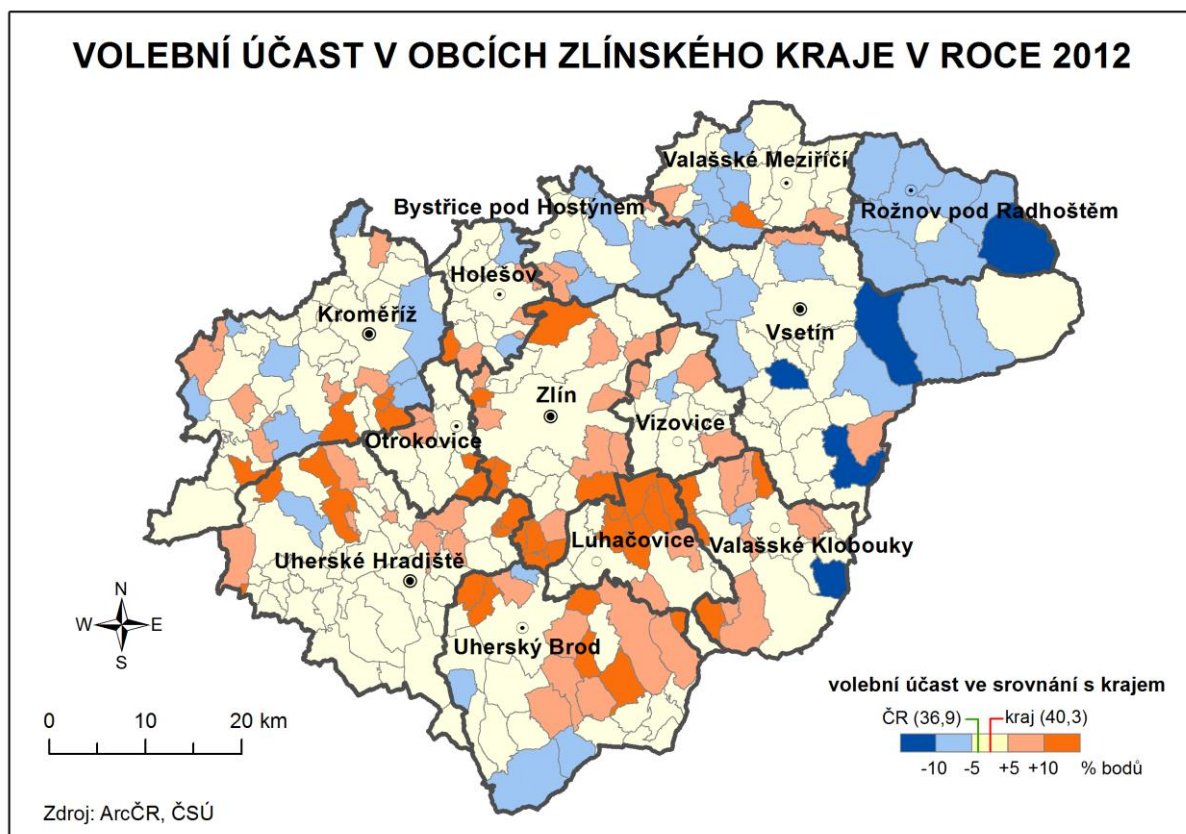 VOLEBNÍ ÚČAST V OBCÍCH ZLÍNSKÉHO KRAJE V ROCE 2012
Valašské Meziříčí
Bystřice pod Hostýnem
Rožnov pod Radhoštěm
Holešov
Kroměříž
Vsetín
Zlín
Vizovice
Otrokovice
Luhačovice
Valašské Klobouky
Uherské Hradiště
Uherský Brod
N
W E
S
0 10 20 km
volební účast ve srovnání s krajem
ČR (36,9) kraj (40,3)
-10 -5 +5 +10 % bodů
Zdroj: ArcČR, ČSÚ